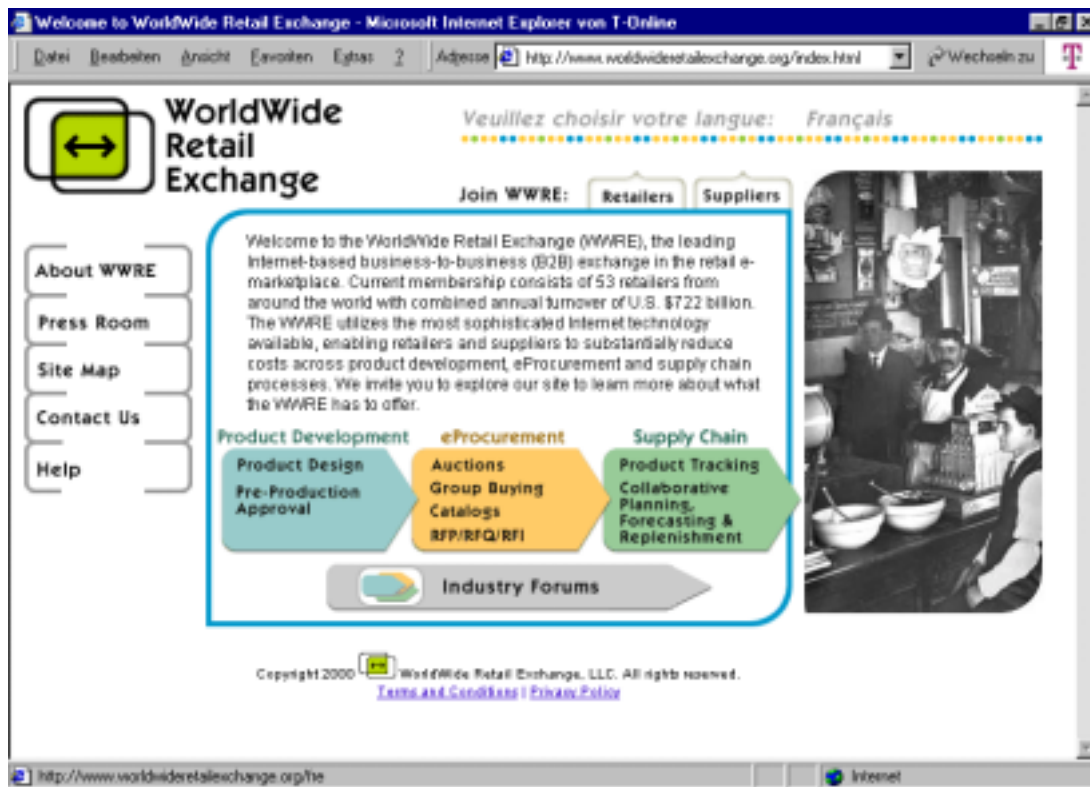 Welcome to WorldWide Retail Exchange - Microsoft Internet Explorer von T-Online
Datei Bearbeiten Ansicht Favoriten Extras ? Adresse http://www.worldwideretailexchange.org/index.html Wechseln zu T
WorldWide
Retail
Exchange
Veuillez choisir votre langue: Français
Join WWRE: Retailers Suppliers
About WWRE
Press Room
Site Map
Contact Us
Help
Welcome to the WorldWide Retail Exchange (WWRE), the leading
Internet-based business-to-business (B2B) exchange in the retail e-
marketplace. Current membership consists of 53 retailers from
around the world with combined annual turnover of U.S. $722 billion.
The WWRE utilizes the most sophisticated Internet technology
available, enabling retailers and suppliers to substantially reduce
costs across product development, eProcurement and supply chain
processes. We invite you to explore our site to learn more about what
the WWRE has to offer.
Product Development
Product Design
Pre-Production
Approval
eProcurement
Auctions
Group Buying
Catalogs
RFP/RFQ/RFI
Supply Chain
Product Tracking
Collaborative
Planning,
Forecasting &
Replenishment
Industry Forums
Copyright 2000 WorldWide Retail Exchange, LLC. All rights reserved.
Terms and Conditions | Privacy Policy
http://www.worldwideretailexchange.org/he Internet